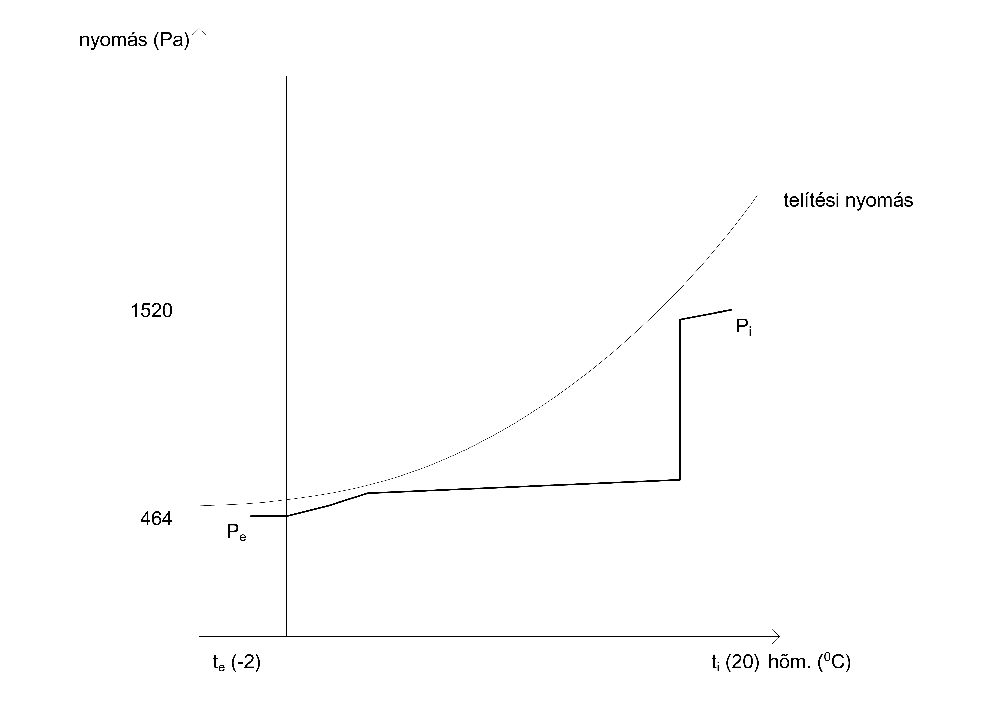 nyomás (Pa)
telítési nyomás
1520
Pi
464
Pe
te (-2)
ti (20) hõm. (⁰C)